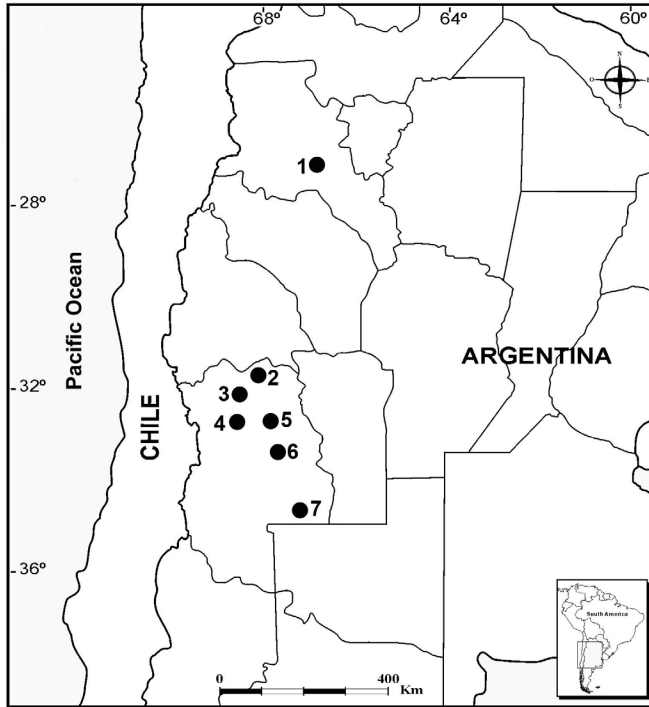 68º 64º 60º
N
O E
S
1
-28º
Pacific Ocean
CHILE
ARGENTINA
-32º
2
3
4 5
6
7
-36º
South America
0 400
Km